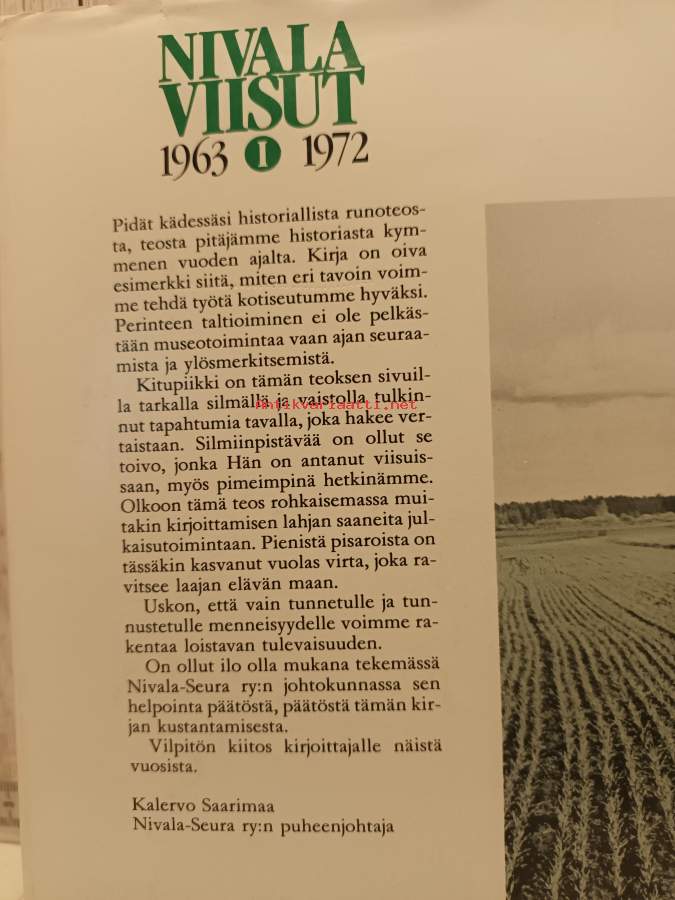 NIVALA
VIISUT
1963 I 1972
Pidät kädessäsi historiallista runoteos-
ta, teosta pitäjämme historiasta kym-
menen vuoden ajalta. Kirja on oiva
esimerkki siitä, miten eri tavoin voim-
me tehdä työtä kotiseutumme hyväksi.
Perinteen taltioiminen ei ole pelkäs-
tään museotoimintaa vaan ajan seuraa-
mista ja ylösmerkitsemistä.
Kitupiikki on tämän teoksen sivuil-
la tarkalla silmällä ja vaistolla tulkin-
Antikvariaatti.net
nut tapahtumia tavalla, joka hakee ver-
taistaan. Silmiinpistävää on ollut se
toivo, jonka Hän on antanut viisuis-
saan, myös pimeimpinä hetkinämme.
Olkoon tämä teos rohkaisemassa mui-
takin kirjoittamisen lahjan saaneita jul-
kaisutoimintaan. Pienistä pisaroista on
tässäkin kasvanut vuolas virta, joka ra-
vitsee laajan elävän maan.
Uskon, että vain tunnetulle ja tun-
nustetulle menneisyydelle voimme ra-
kentaa loistavan tulevaisuuden.
On ollut ilo olla mukana tekemässä
Nivala-Seura ry:n johtokunnassa sen
helpointa päätöstä, päätöstä tämän kir-
jan kustantamisesta.
Vilpitön kiitos kirjoittajalle näistä
vuosista.
Kalervo Saarimaa
Nivala-Seura ry:n puheenjohtaja